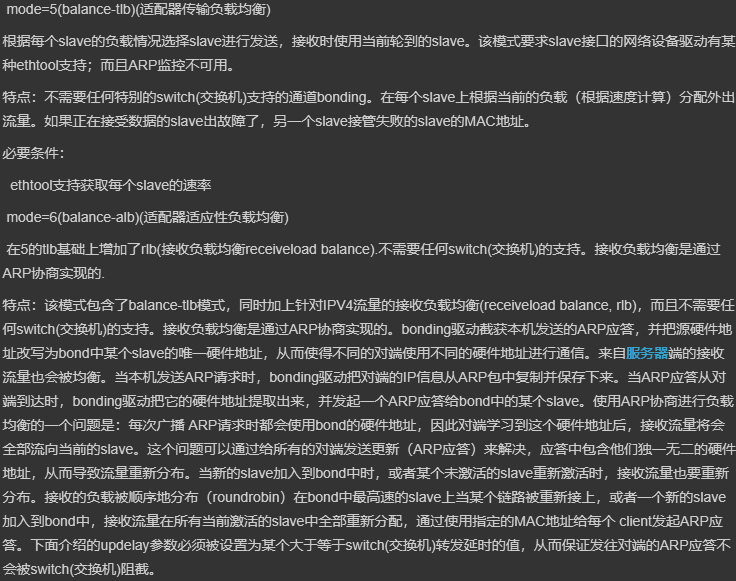 mode=5(balance-tlb)(适配器传输负载均衡)
根据每个slave的负载情况选择slave进行发送，接收时使用当前轮到的slave。该模式要求slave接口的网络设备驱动有某
种ethtool支持；而且ARP监控不可用。
特点：不需要任何特别的switch(交换机)支持的通道bonding。在每个slave上根据当前的负载（根据速度计算）分配外出
流量。如果正在接受数据的slave出故障了，另一个slave接管失败的slave的MAC地址。
必要条件：
ethtool支持获取每个slave的速率
mode=6(balance-alb)(适配器适应性负载均衡)
在5的tlb基础上增加了rlb(接收负载均衡receiveload balance).不需要任何switch(交换机)的支持。接收负载均衡是通过
ARP协商实现的.
特点：该模式包含了balance-tlb模式，同时加上针对IPV4流量的接收负载均衡(receiveload balance, rlb)，而且不需要任
何switch(交换机)的支持。接收负载均衡是通过ARP协商实现的。bonding驱动截获本机发送的ARP应答，并把源硬件地
址改写为bond中某个slave的唯一硬件地址，从而使得不同的对端使用不同的硬件地址进行通信。来自服务器端的接收
流量也会被均衡。当本机发送ARP请求时，bonding驱动把对端的IP信息从ARP包中复制并保存下来。当ARP应答从对
端到达时，bonding驱动把它的硬件地址提取出来，并发起一个ARP应答给bond中的某个slave。使用ARP协商进行负载
均衡的一个问题是：每次广播 ARP请求时都会使用bond的硬件地址，因此对端学习到这个硬件地址后，接收流量将会
全部流向当前的slave。这个问题可以通过给所有的对端发送更新（ARP应答）来解决，应答中包含他们独一无二的硬件
地址，从而导致流量重新分布。当新的slave加入到bond中时，或者某个未激活的slave重新激活时，接收流量也要重新
分布。接收的负载被顺序地分布（roundrobin）在bond中最高速的slave上当某个链路被重新接上，或者一个新的slave
加入到bond中，接收流量在所有当前激活的slave中全部重新分配，通过使用指定的MAC地址给每个 client发起ARP应
答。下面介绍的updelay参数必须被设置为某个大于等于switch(交换机)转发延时的值，从而保证发往对端的ARP应答不
会被switch(交换机)阻截。